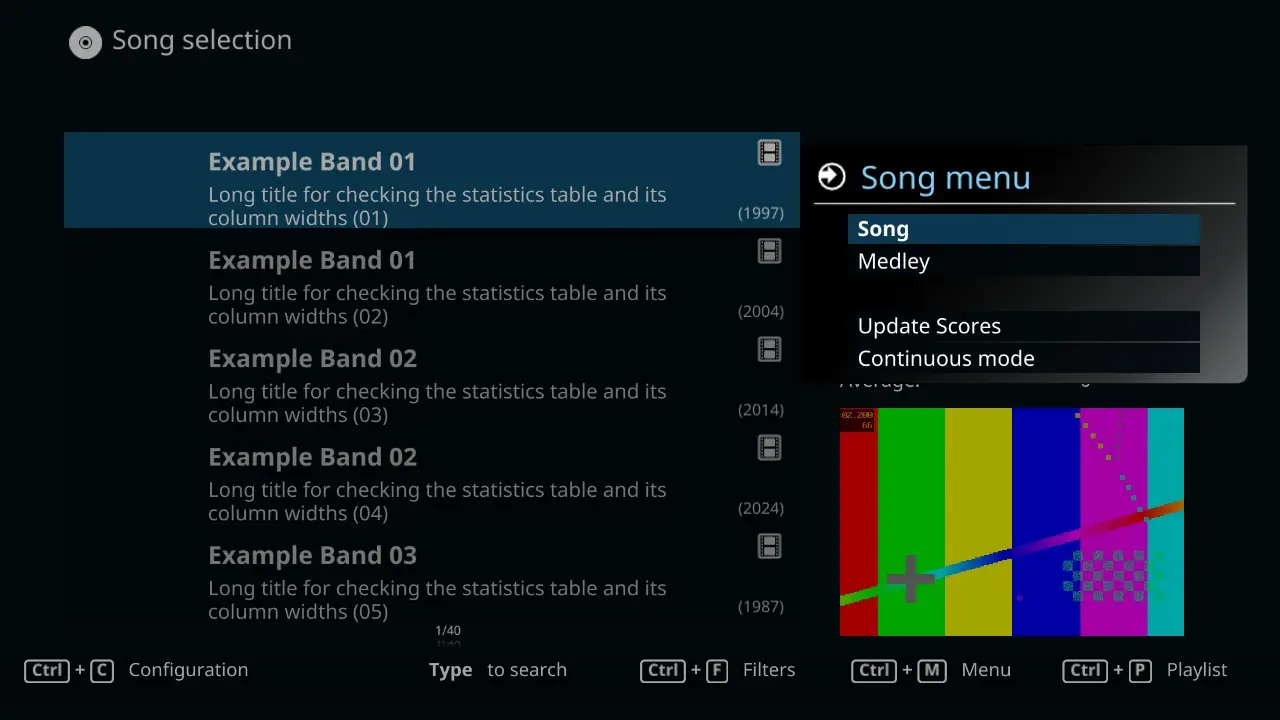 Song selection
Example Band 01
Long title for checking the statistics table and its
column widths (01)
(1997)
Example Band 01
Long title for checking the statistics table and its
column widths (02)
(2004)
Example Band 02
Long title for checking the statistics table and its
column widths (03)
(2014)
Example Band 02
Long title for checking the statistics table and its
column widths (04)
(2024)
Example Band 03
Long title for checking the statistics table and its
column widths (05)
(1987)
1/40
Song menu
Song
Medley
Update Scores
Continuous mode
Average:
02.200
66
Ctrl + C Configuration
Type to search
Ctrl + F Filters
Ctrl + M Menu
Ctrl + P Playlist